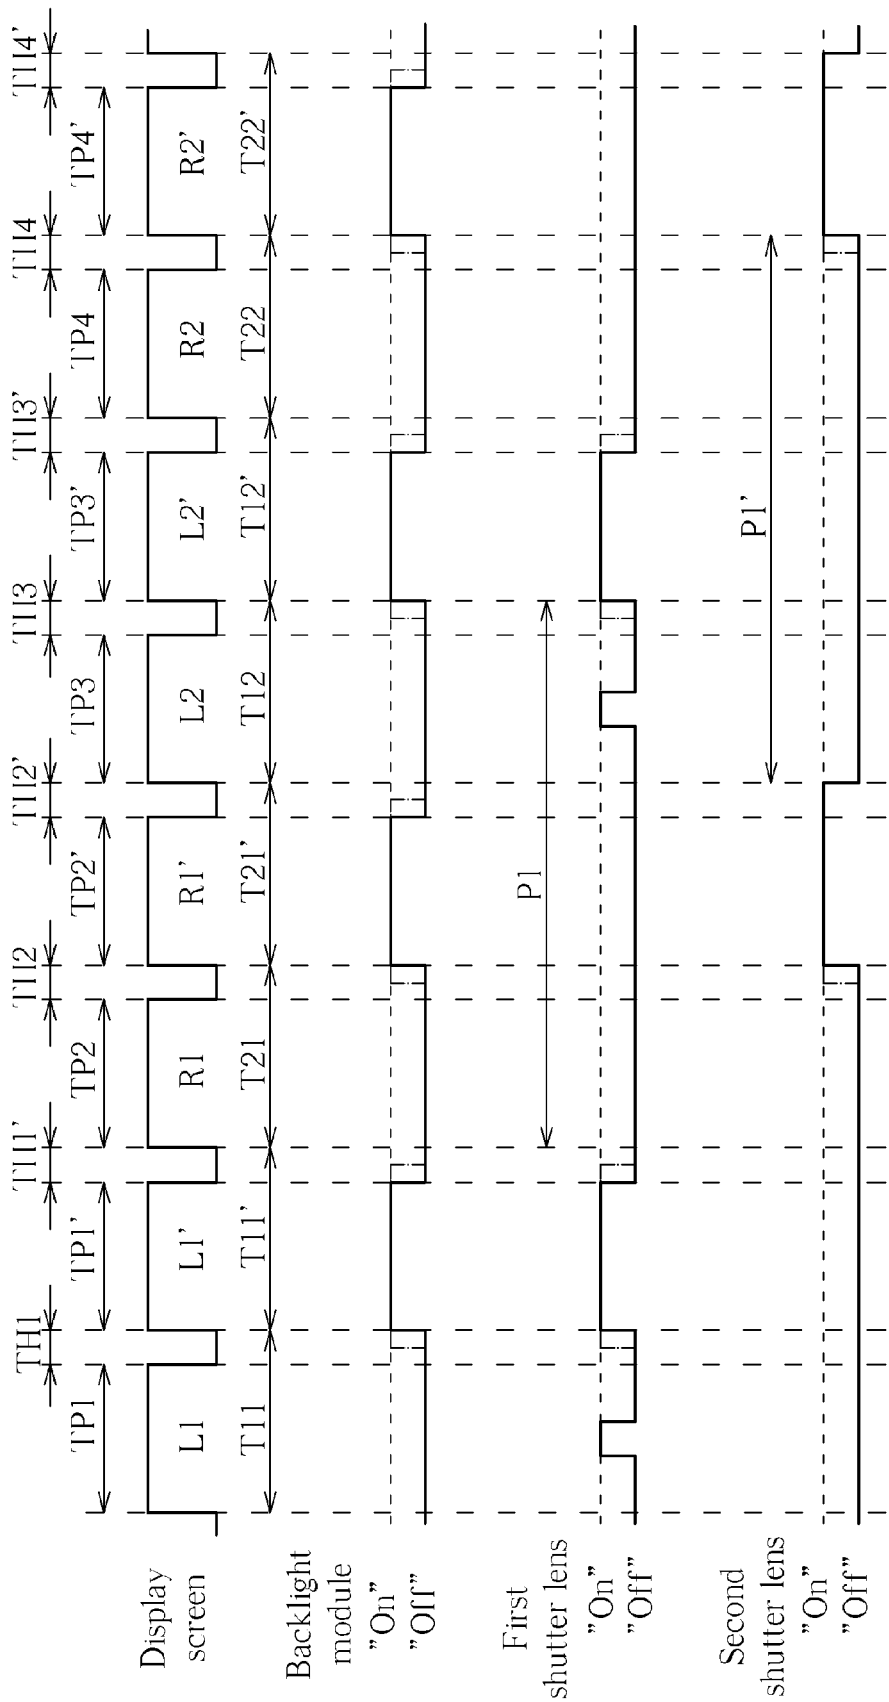 TH1 TH1' TH2 TH2' TH3 TH3' TH4 TH4'
TP1 TP1' TP2 TP2' TP3 TP3' TP4 TP4'
Display
screen
L1 L1' R1 R1' L2 L2' R2 R2'
T11 T11' T21 T21' T12 T12' T22 T22'
Backlight
module
"On"
"Off"
First
shutter lens
"On"
"Off"
P1
Second
shutter lens
"On"
"Off"
P1'